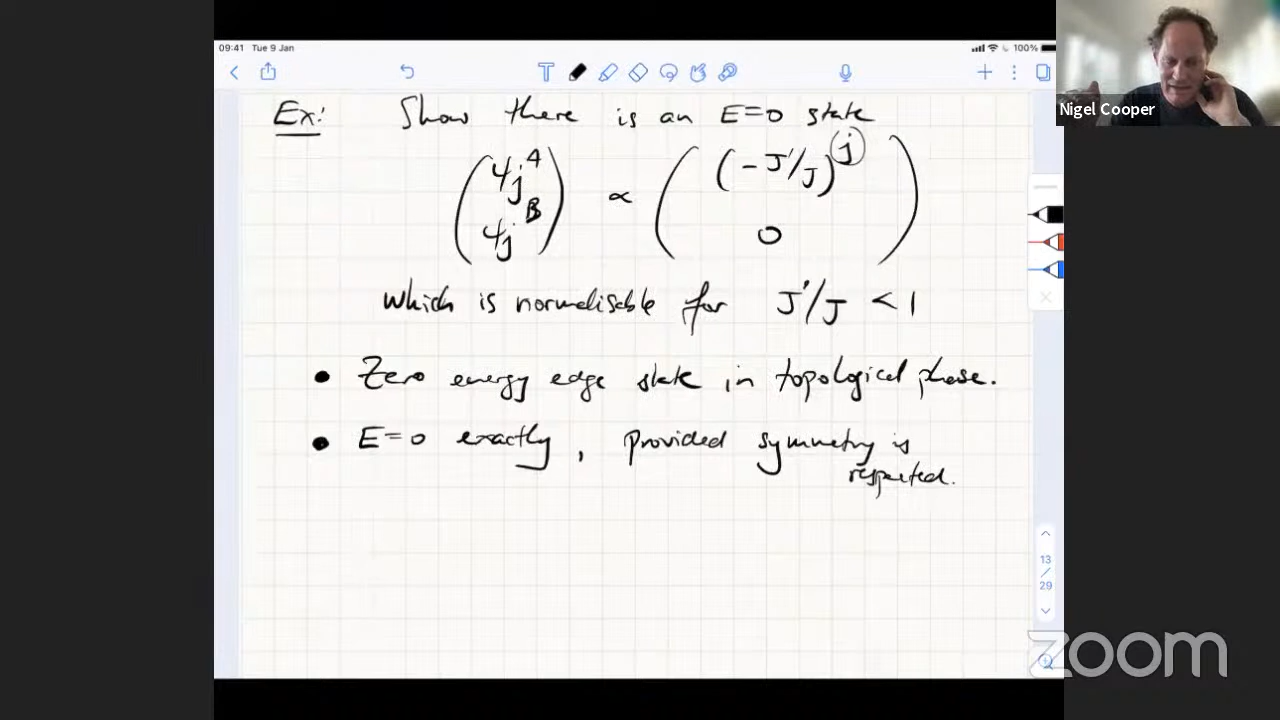 09:41 Tue 9 Jan
100%
Nigel Cooper
Ex: Show there is an E=0 state
(ψ_j^A ψ_j^B) ∝ ((-J'/J)^j 0)
which is normalisable for J'/J < 1
• Zero energy edge state in topological phase.
• E=0 exactly, provided symmetry is
respected.
13
/
29
zoom